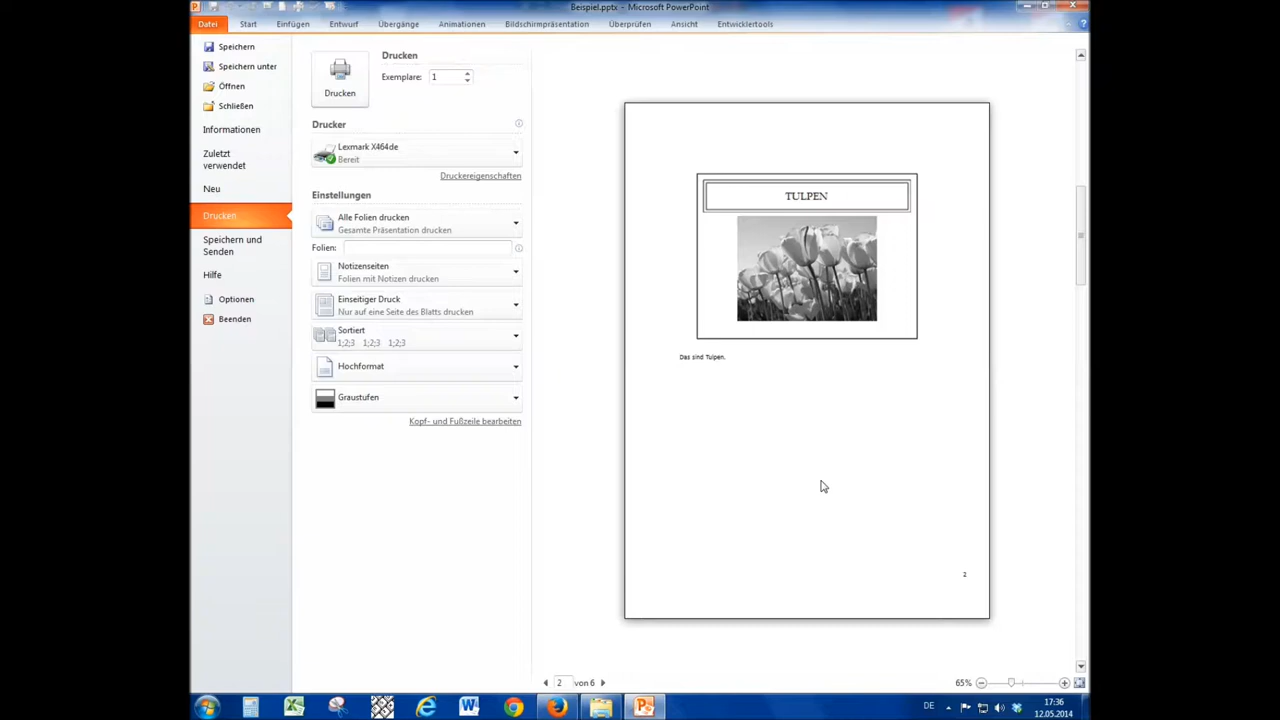 Beispiel.pptx - Microsoft PowerPoint
Datei Start Einfügen Entwurf Übergänge Animationen Bildschirmpräsentation Überprüfen Ansicht Entwicklertools
Speichern
Speichern unter
Öffnen
Schließen
Informationen
Zuletzt
verwendet
Neu
Drucken
Speichern und
Senden
Hilfe
Optionen
Beenden
Drucken
Drucken
Exemplare: 1
Drucker
Lexmark X464de
Bereit
Druckereigenschaften
Einstellungen
Alle Folien drucken
Gesamte Präsentation drucken
Folien:
Notizenseiten
Folien mit Notizen drucken
Einseitiger Druck
Nur auf eine Seite des Blatts drucken
Sortiert
1;2;3 1;2;3 1;2;3
Hochformat
Graustufen
Kopf- und Fußzeile bearbeiten
TULPEN
Das sind Tulpen.
2
2 von 6
65%
DE
17:36
12.05.2014